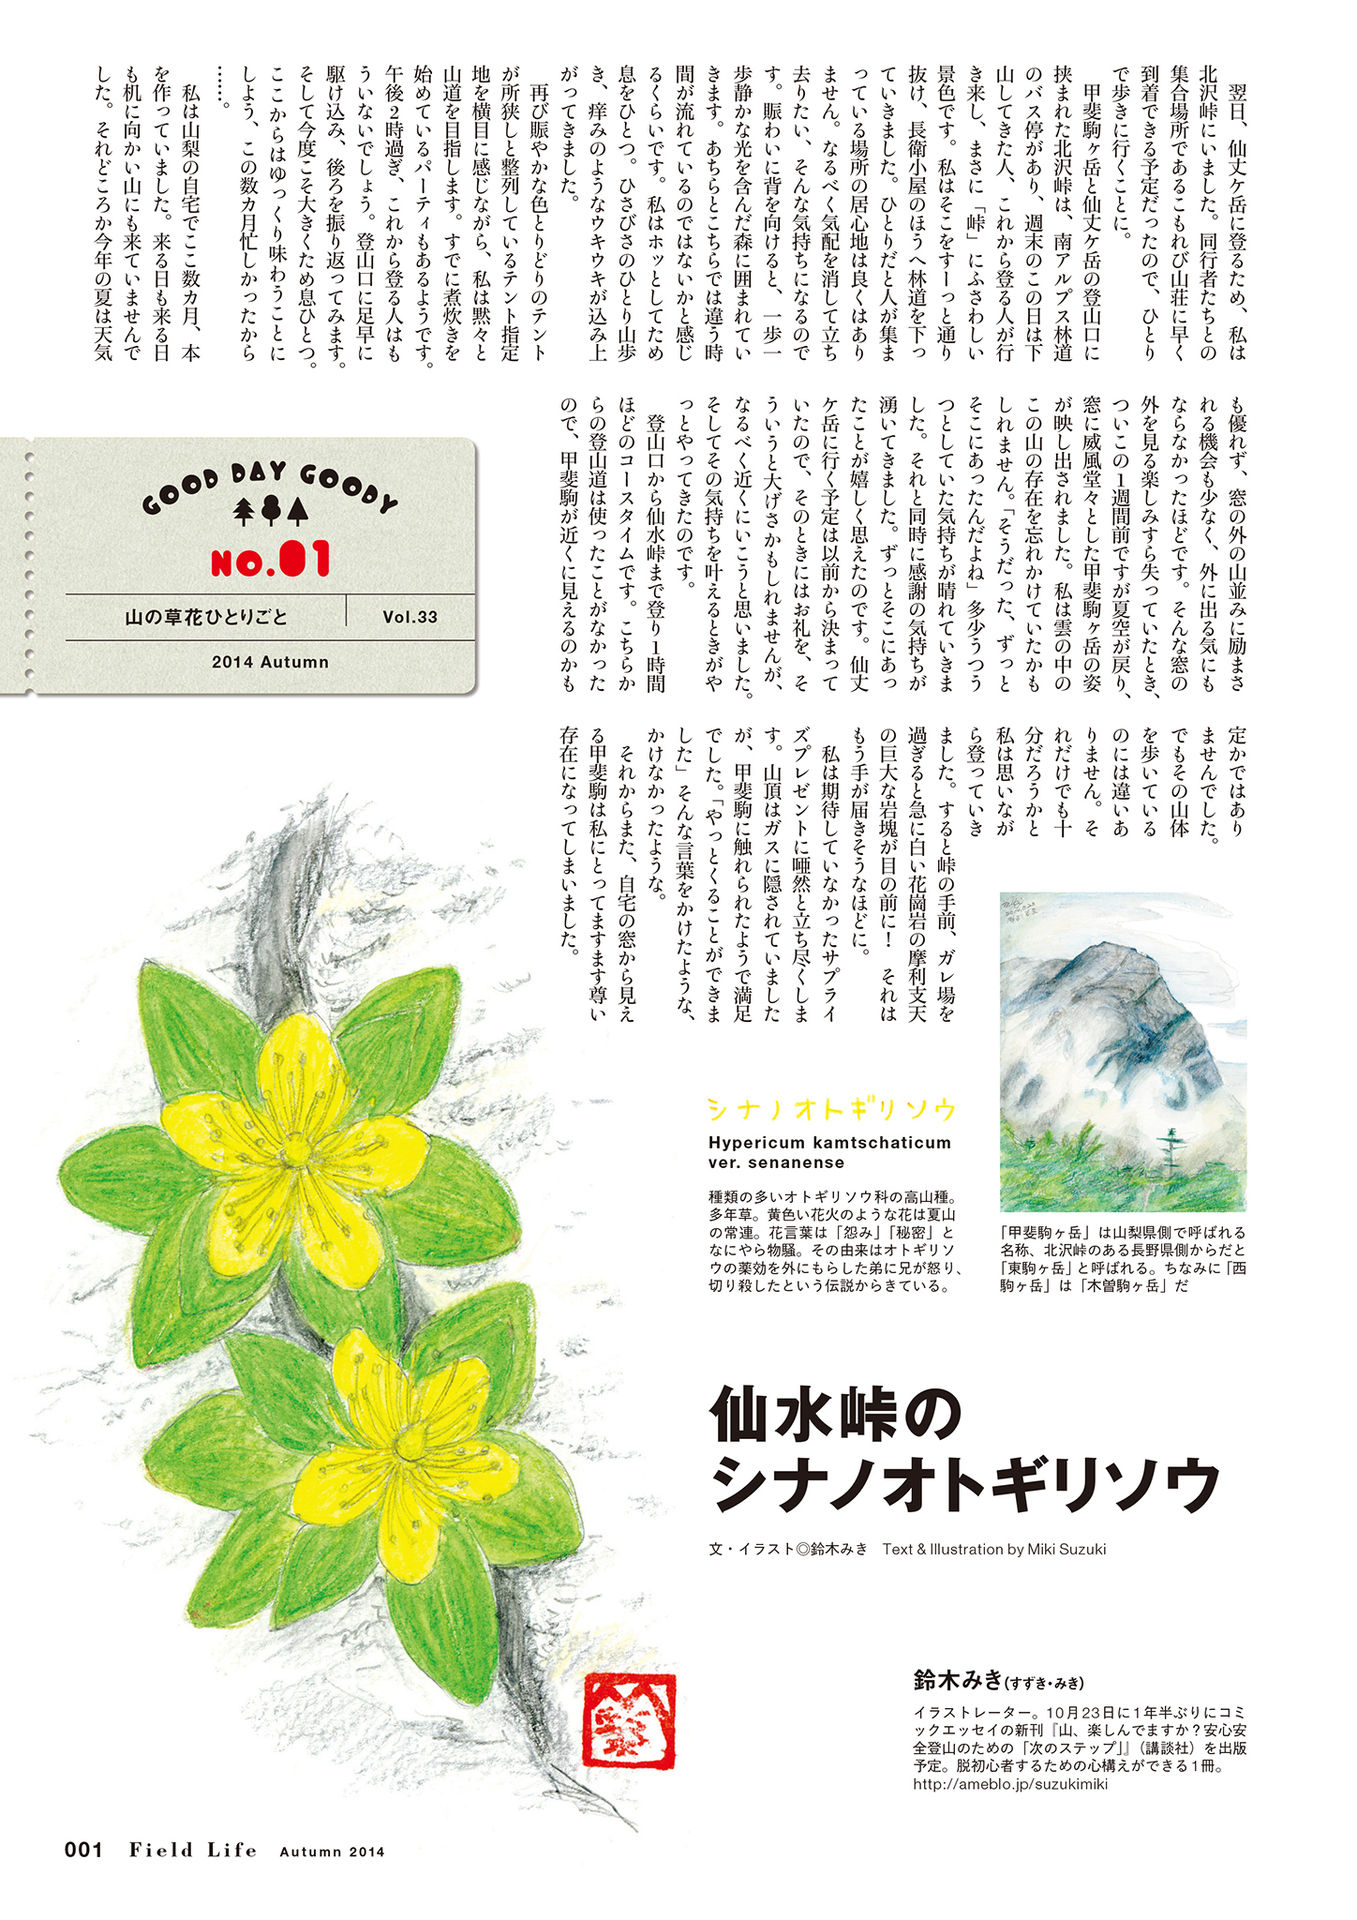 翌日、仙丈ケ岳に登るため、私は
北沢峠にいました。同行者たちとの
集合場所であるこもれび山荘に早く
到着できる予定だったので、ひとり
で歩きに行くことに。
甲斐駒ヶ岳と仙丈ケ岳の登山口に
挟まれた北沢峠は、南アルプス林道
のバス停があり、週末のこの日は下
山してきた人、これから登る人が行
き来し、まさに「峠」にふさわしい
景色です。私はそこをすーっと通り
抜け、長衛小屋のほうへ林道を下っ
ていきました。ひとりだと人が集ま
っている場所の居心地は良くはあり
ません。なるべく気配を消して立ち
去りたい、そんな気持ちになるので
す。賑わいに背を向けると、一歩一
歩静かな光を含んだ森に囲まれてい
きます。あちらとこちらでは違う時
間が流れているのではないかと感じ
るくらいです。私はホッとしてため
息をひとつ。ひさびさのひとり山歩
き、痒みのようなウキウキが込み上
がってきました。
再び賑やかな色とりどりのテント
が所狭しと整列しているテント指定
地を横目に感じながら、私は黙々と
山道を目指します。すでに煮炊きを
始めているパーティもあるようです。
午後2時過ぎ、これから登る人はも
ういないでしょう。登山口に足早に
駆け込み、後ろを振り返ってみます。
そして今度こそ大きくため息ひとつ。
ここからはゆっくり味わうことに
しよう、この数カ月忙しかったから
……。
私は山梨の自宅でここ数カ月、本
を作っていました。来る日も来る日
も机に向かい山にも来ていませんで
した。それどころか今年の夏は天気
も優れず、窓の外の山並みに励まさ
れる機会も少なく、外に出る気にも
ならなかったほどです。そんな窓の
外を見る楽しみすら失っていたとき、
ついこの1週間前ですが夏空が戻り、
窓に威風堂々とした甲斐駒ヶ岳の姿
が映し出されました。私は雲の中の
この山の存在を忘れかけていたかも
しれません。「そうだった、ずっと
そこにあったんだよね」多少うつう
つとしていた気持ちが晴れていきま
した。それと同時に感謝の気持ちが
湧いてきました。ずっとそこにあっ
たことが嬉しく思えたのです。仙丈
ケ岳に行く予定は以前から決まって
いたので、そのときにはお礼を、そ
ういうと大げさかもしれませんが、
なるべく近くにいこうと思いました。
そしてその気持ちを叶えるときがや
っとやってきたのです。
登山口から仙水峠まで登り1時間
ほどのコースタイムです。こちらか
らの登山道は使ったことがなかった
ので、甲斐駒が近くに見えるのかも
定かではあり
ませんでした。
でもその山体
を歩いている
のには違いあ
りません。そ
れだけでも十
分だろうかと
私は思いなが
ら登っていき
ました。すると峠の手前、ガレ場を
過ぎると急に白い花崗岩の摩利支天
の巨大な岩塊が目の前に！　それは
もう手が届きそうなほどに。
私は期待していなかったサプライ
ズプレゼントに唖然と立ち尽くしま
す。山頂はガスに隠されていました
が、甲斐駒に触れられたようで満足
でした。「やっとくることができま
した」そんな言葉をかけたような、
かけなかったような。
それからまた、自宅の窓から見え
る甲斐駒は私にとってますます尊い
存在になってしまいました。
GOOD DAY GOODY
NO.01
山の草花ひとりごと
Vol.33
2014 Autumn
シナノオトギリソウ
Hypericum kamtschaticum
ver. senanense
種類の多いオトギリソウ科の高山種。
多年草。黄色い花火のような花は夏山
の常連。花言葉は「怨み」「秘密」と
なにやら物騒。その由来はオトギリソ
ウの薬効を外にもらした弟に兄が怒り、
切り殺したという伝説からきている。
「甲斐駒ヶ岳」は山梨県側で呼ばれる
名称、北沢峠のある長野県側からだと
「東駒ヶ岳」と呼ばれる。ちなみに「西
駒ヶ岳」は「木曽駒ヶ岳」だ
仙水峠の
シナノオトギリソウ
文・イラスト◎鈴木みき　Text & Illustration by Miki Suzuki
鈴木みき(すずき・みき)
イラストレーター。10月23日に1年半ぶりにコミ
ックエッセイの新刊『山、楽しんでますか？安心安
全登山のための「次のステップ」』（講談社）を出版
予定。脱初心者するための心構えができる1冊。
http://ameblo.jp/suzukimiki
001 Field Life Autumn 2014